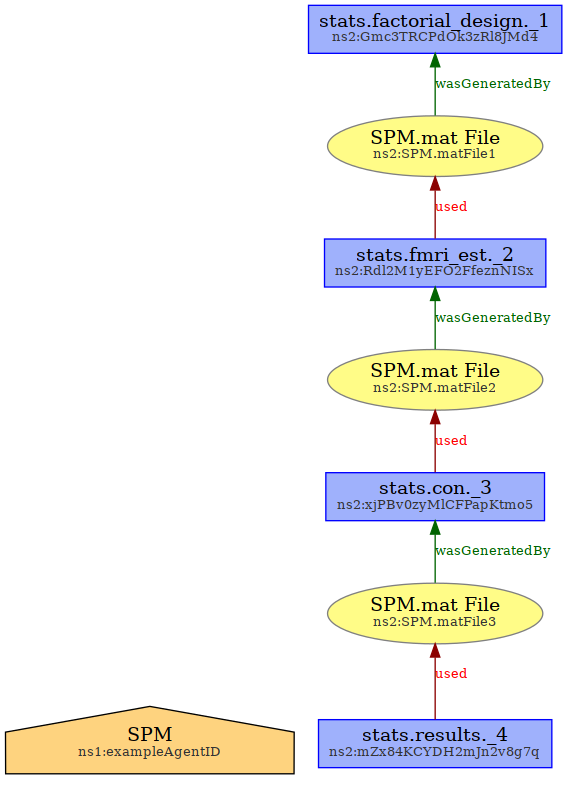 stats.factorial_design._1
ns2:Gmc3TRCPdOk3zRl8JMd4
wasGeneratedBy
SPM.mat File
ns2:SPM.matFile1
used
stats.fmri_est._2
ns2:Rdl2M1yEFO2FfeznNISx
wasGeneratedBy
SPM.mat File
ns2:SPM.matFile2
used
stats.con._3
ns2:xjPBv0zyMlCFPapKtmo5
wasGeneratedBy
SPM.mat File
ns2:SPM.matFile3
used
SPM
ns1:exampleAgentID
stats.results._4
ns2:mZx84KCYDH2mJn2v8g7q